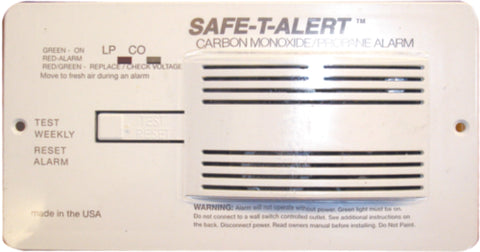 SAFE-T-ALERT™
CARBON MONOXIDE/PROPANE ALARM
GREEN - ON LP CO
RED-ALARM
RED/GREEN - REPLACE / CHECK VOLTAGE
Move to fresh air during an alarm
TEST
WEEKLY
RESET
ALARM
TEST
RESET
made in the USA
WARNING: Alarm will not operate without power. Green light must be on.
Do not connect to a wall switch controlled outlet. See additional instructions on
the back. Disconnect power. Read owners manual before installing. Do Not Paint.